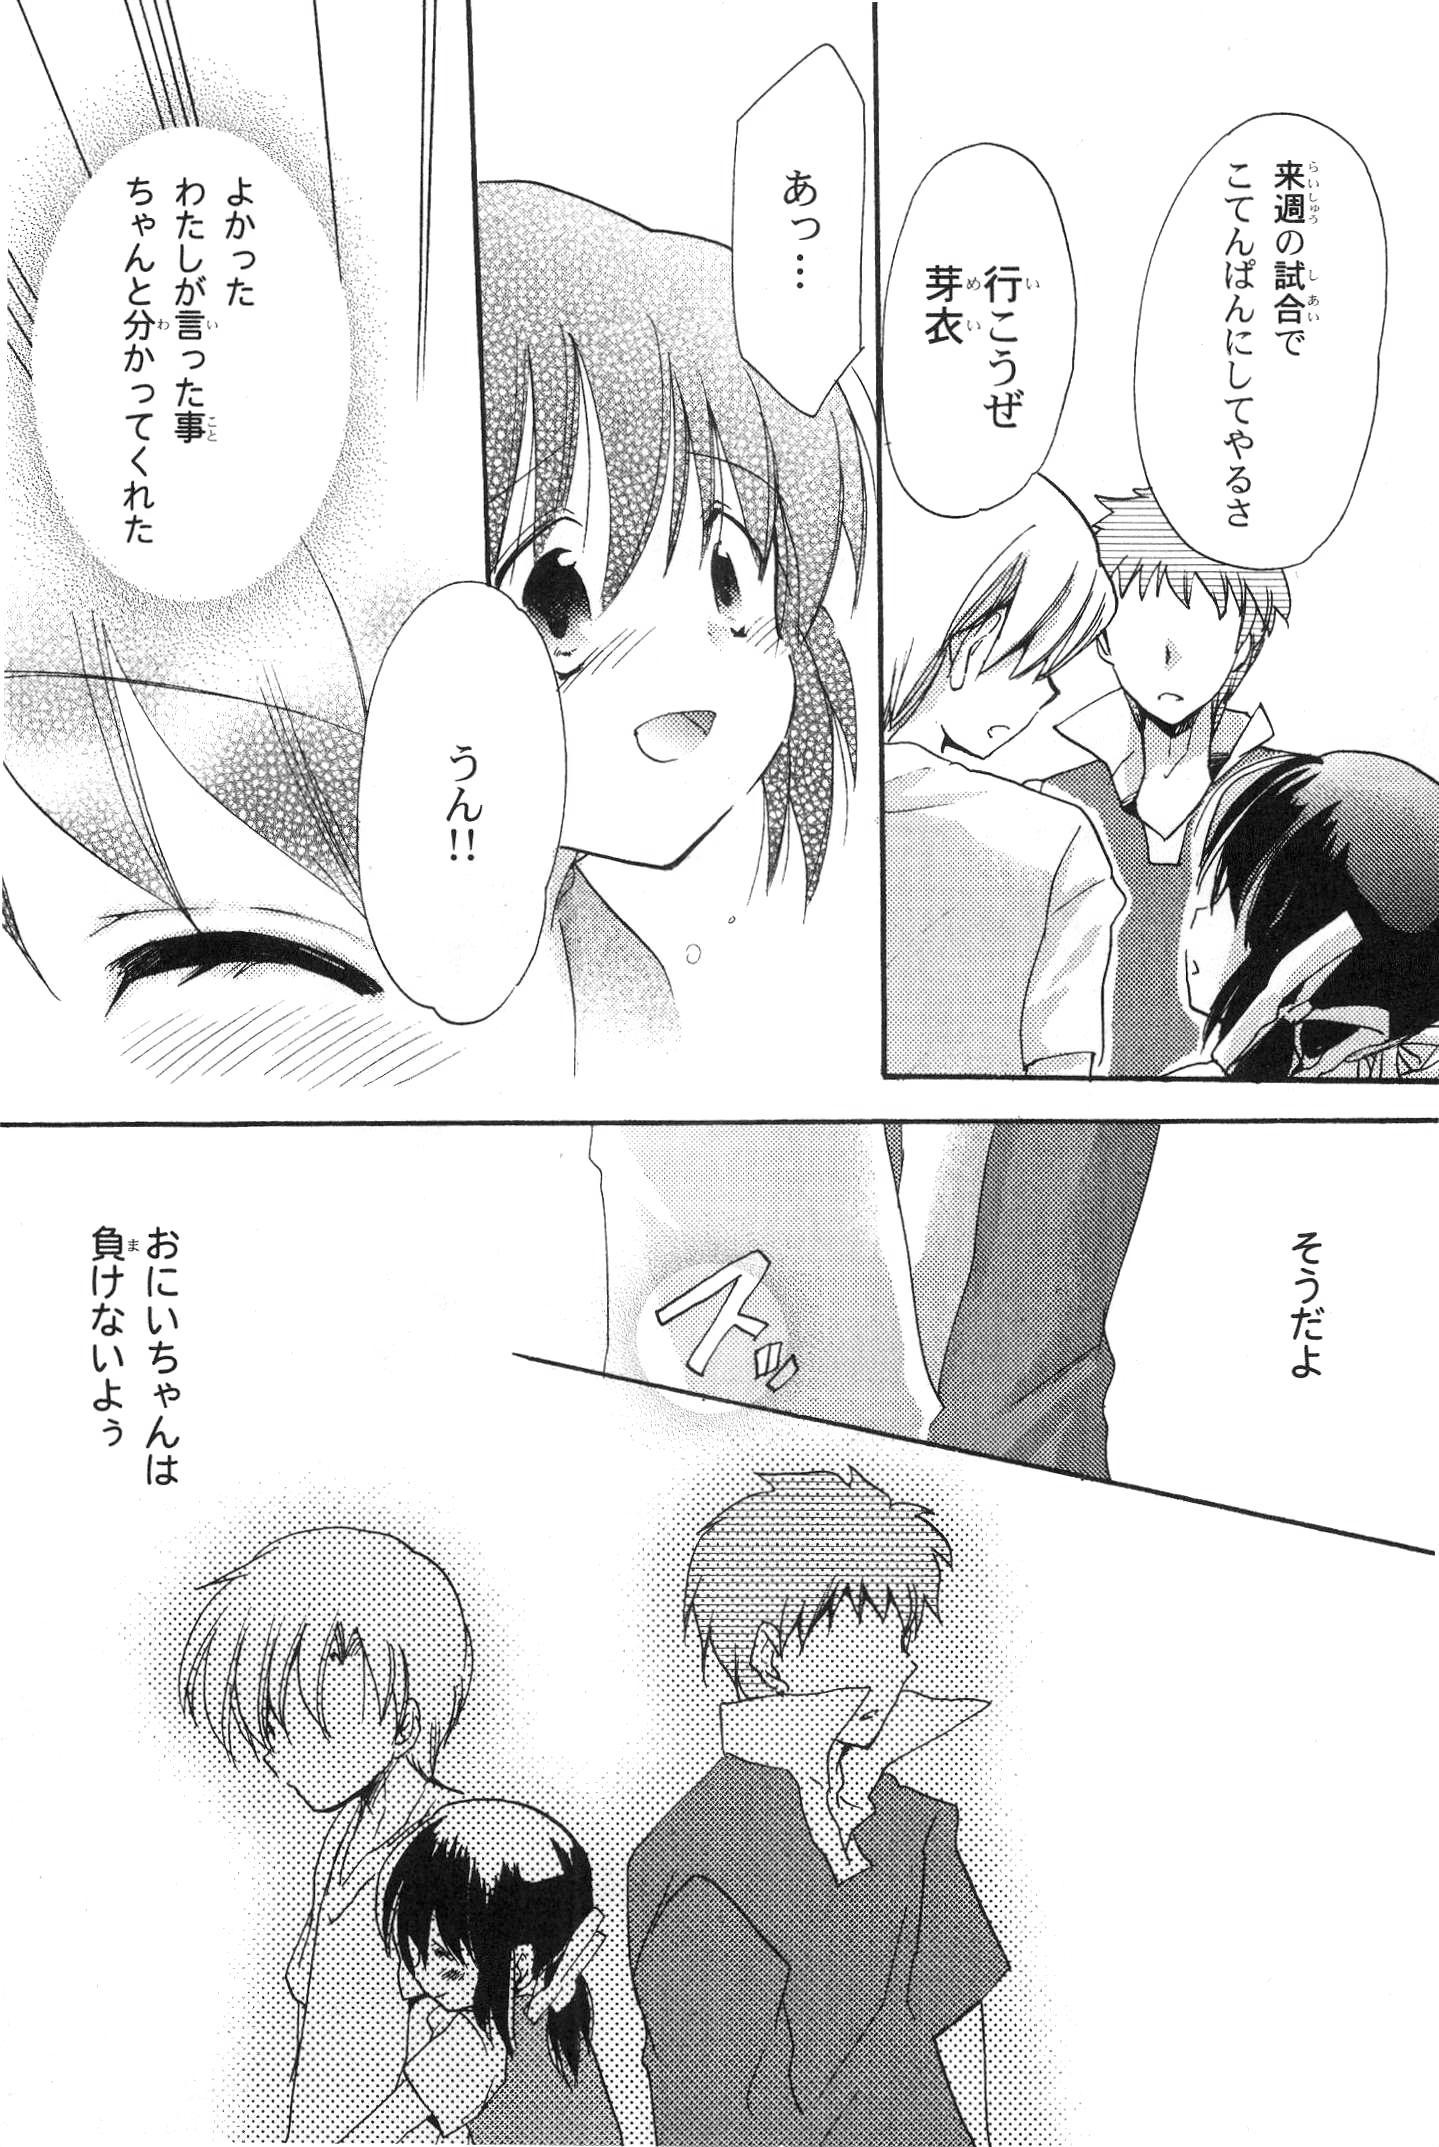 来週の試合で
こてんぱんにしてやるさ
行こうぜ
芽衣
あっ…
うん!!
よかった
わたしが言った事
ちゃんと分かってくれた
そうだよ
ズッ
おにいちゃんは
負けないよぅ